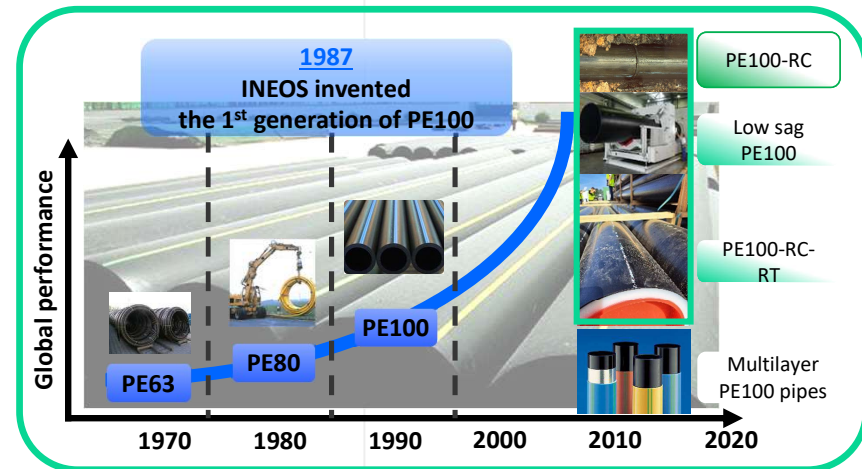 1987
INEOS invented
the 1st generation of PE100
PE100-RC
Low sag
PE100
PE100-RC-
RT
Multilayer
PE100 pipes
Global performance
PE63
PE80
PE100
1970
1980
1990
2000
2010
2020